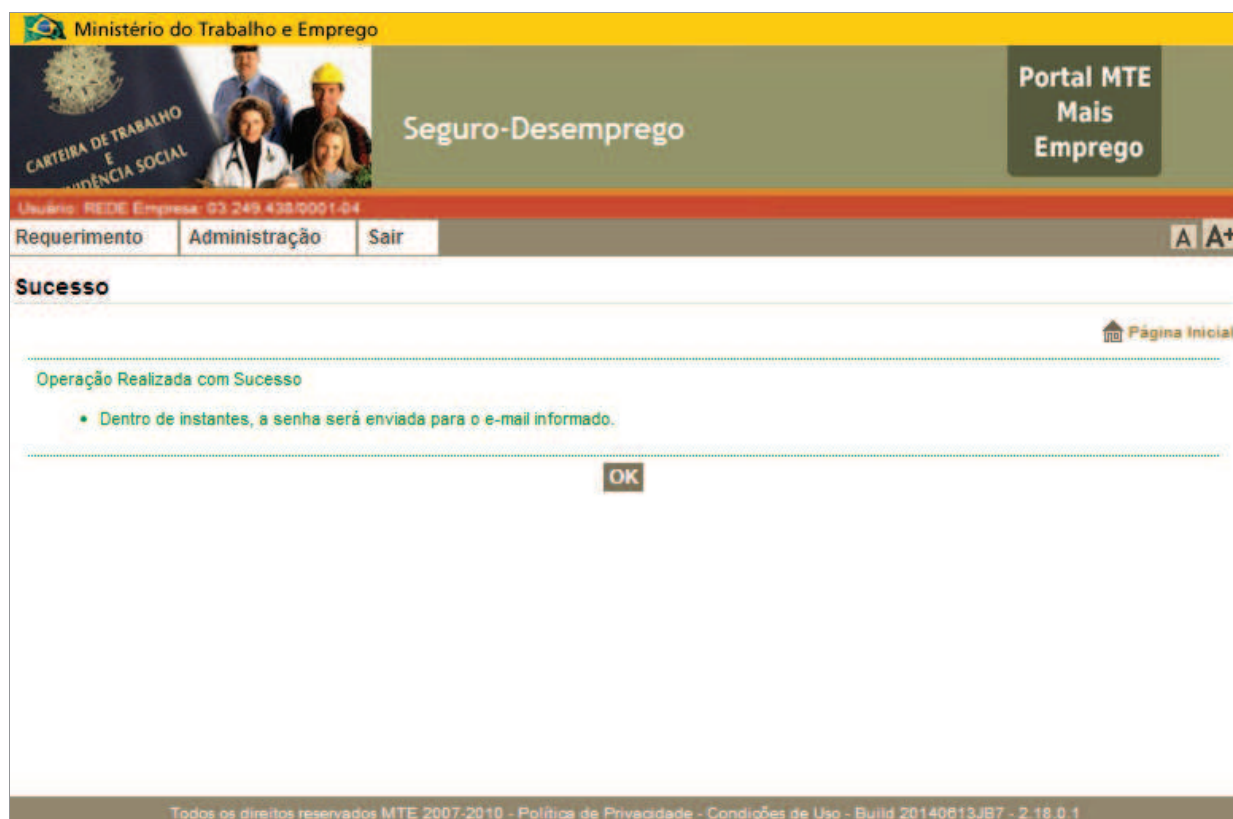 Ministério do Trabalho e Emprego
CARTEIRA DE TRABALHO
E
VIDÊNCIA SOCIAL
Seguro-Desemprego
Portal MTE
Mais
Emprego
Usuário: REDE Empresa: 03.249.438/0001-04
Requerimento Administração Sair A A+
Sucesso
Página Inicial
Operação Realizada com Sucesso
• Dentro de instantes, a senha será enviada para o e-mail informado.
OK
Todos os direitos reservados MTE 2007-2010 - Política de Privacidade - Condições de Uso - Build 20140613JB7 - 2.18.0.1